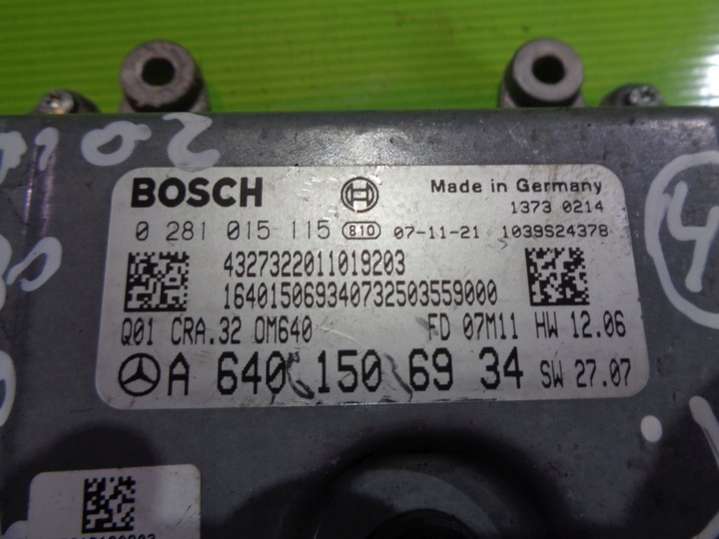 BOSCH
Made in Germany
1373 0214
0 281 015 115 810 07-11-21 1039S24378
4327322011019203
164015069340732503559000
Q01 CRA.32 OM640 FD 07M11 HW 12.06
A 640 150 69 34 SW 27.07
4